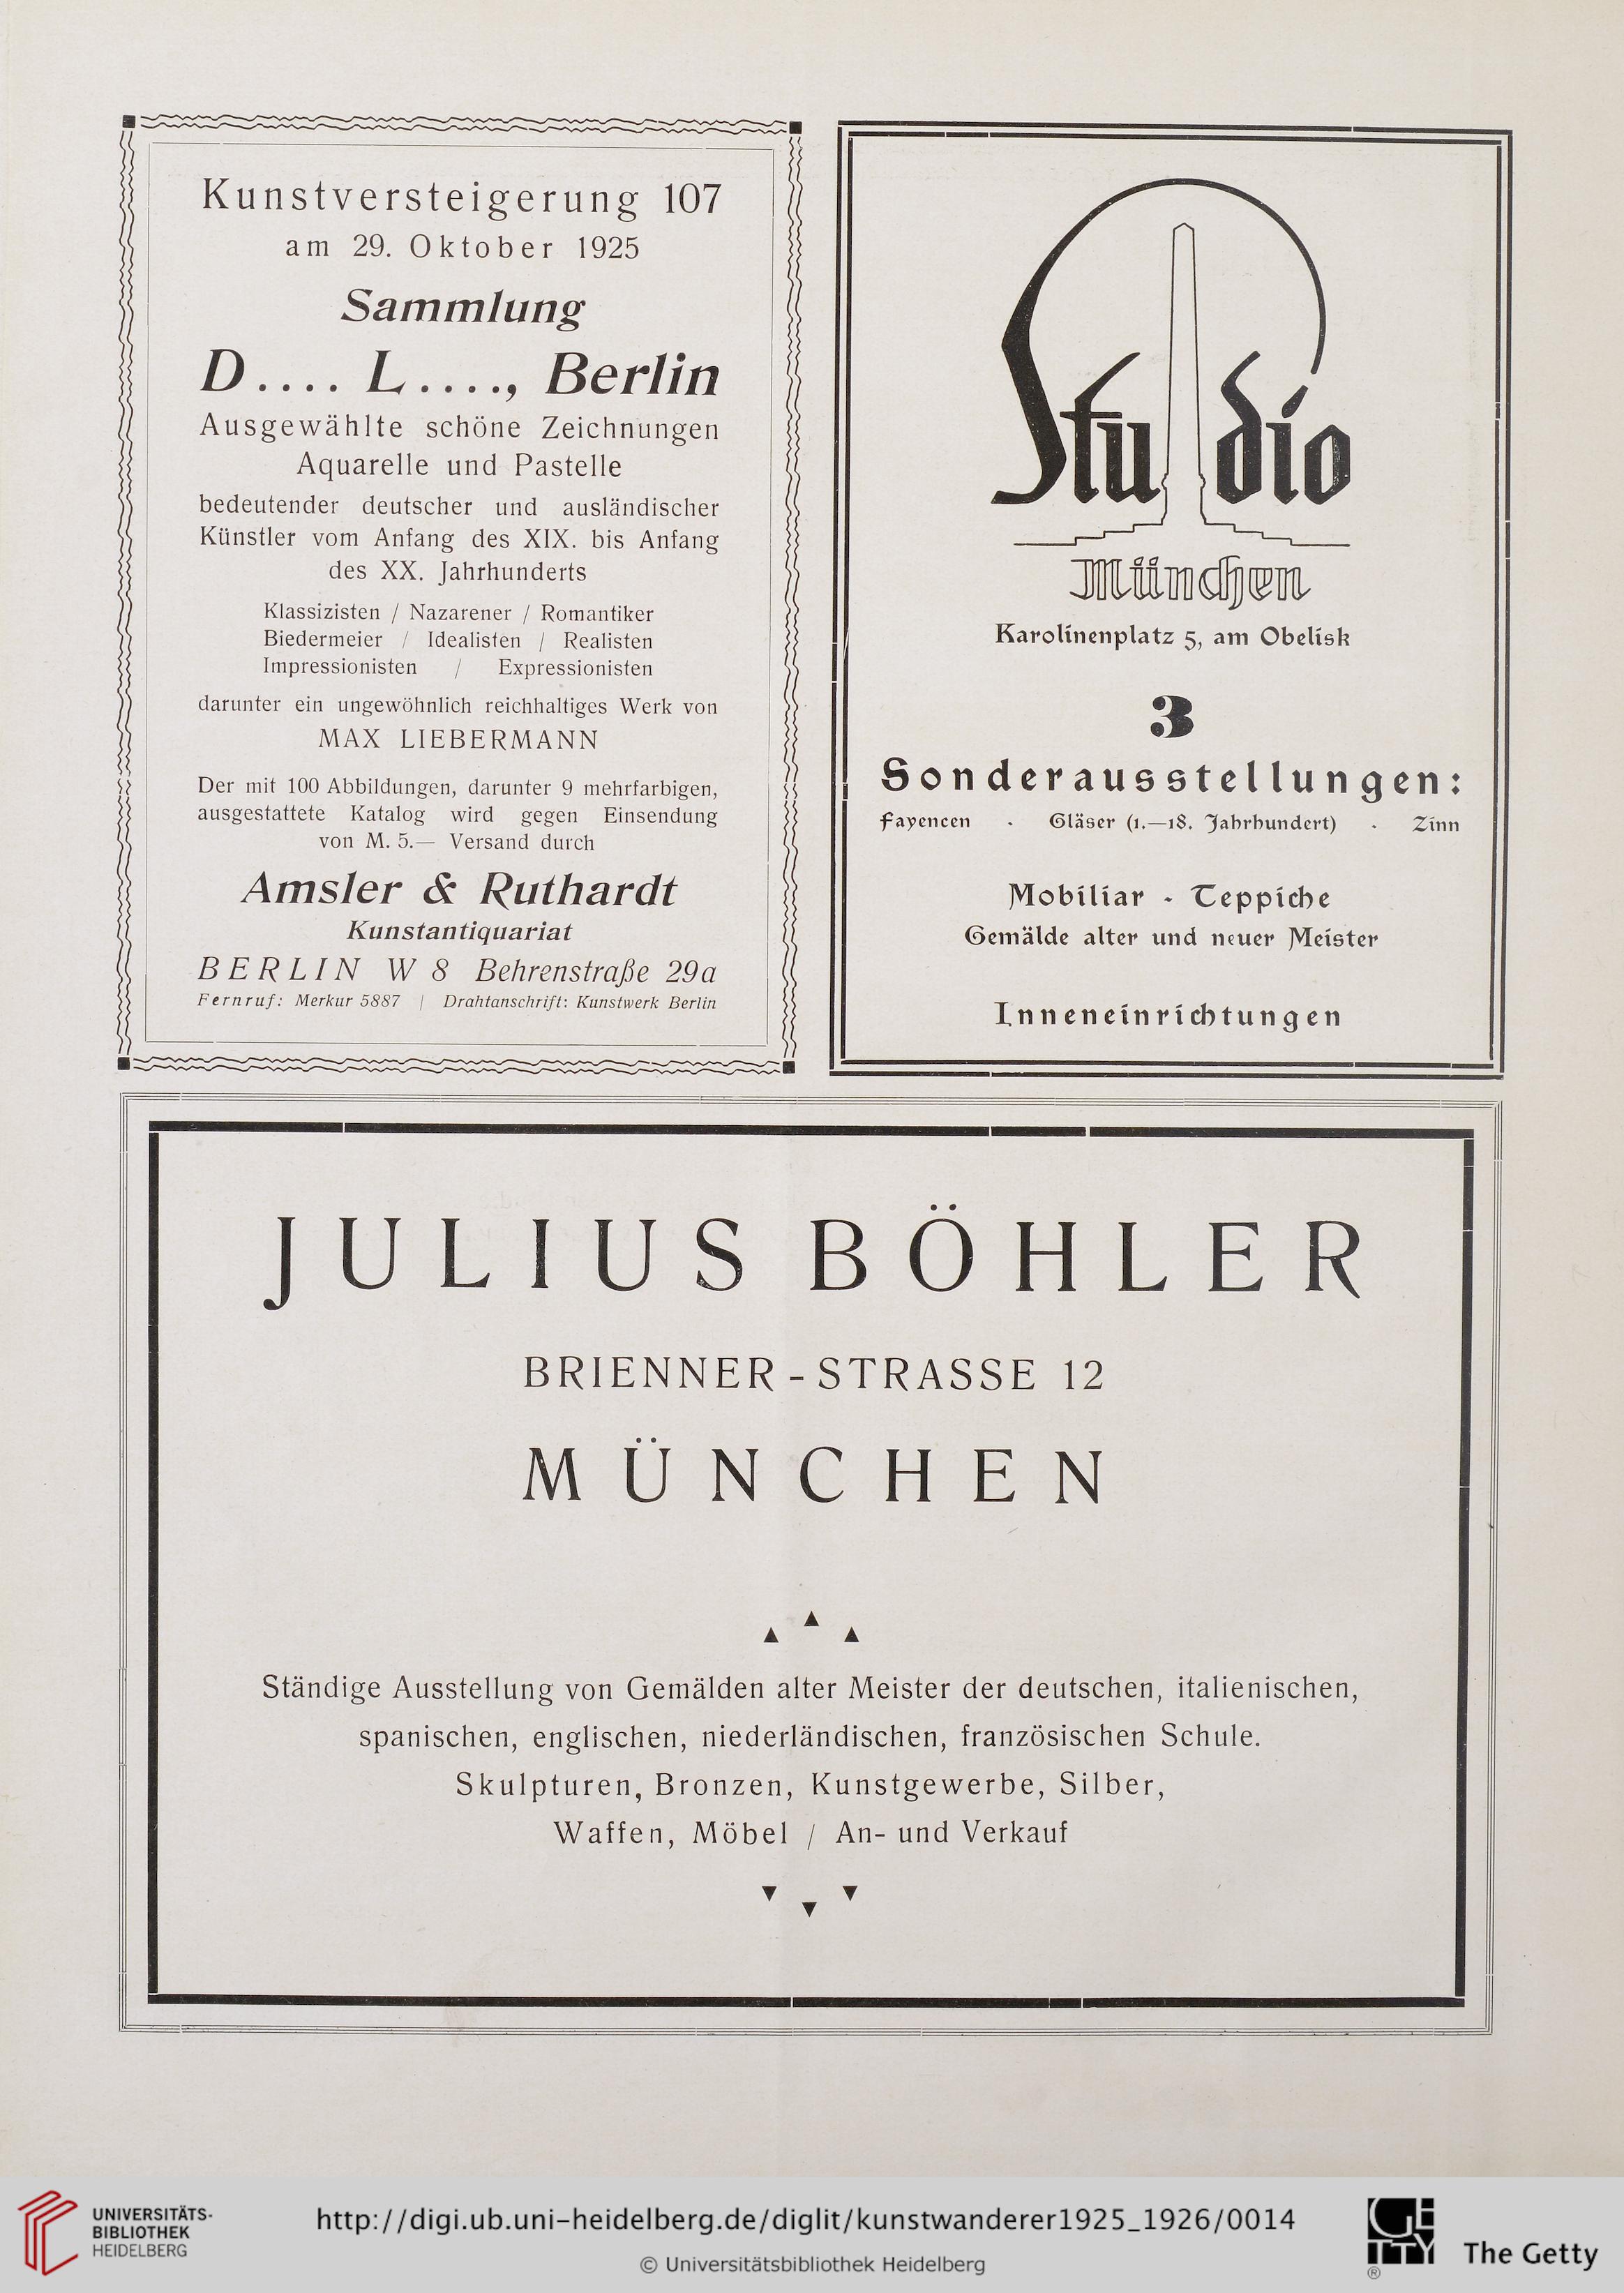 Kunstversteigerung 107
am 29. Oktober 1925
Sammlung
D.... L...., Berlin
Ausgewählte schöne Zeichnungen
Aquarelle und Pastelle
bedeutender deutscher und ausländischer
Künstler vom Anfang des XIX. bis Anfang
des XX. Jahrhunderts
Klassizisten / Nazarener / Romantiker
Biedermeier / Idealisten / Realisten
Impressionisten / Expressionisten
darunter ein ungewöhnlich reichhaltiges Werk von
MAX LIEBERMANN
Der mit 100 Abbildungen, darunter 9 mehrfarbigen,
ausgestattete Katalog wird gegen Einsendung
von M. 5.— Versand durch
Amsler & Ruthardt
Kunstantiquariat
BERLIN W 8 Behrenstraße 29a
Fernruf: Merkur 5887 | Drahtanschrift: Kunstwerk Berlin
Studio
München
Karolinenplatz 5, am Obelisk
3
Sonderausstellungen:
Fayencen - Gläser (1.—18. Jahrhundert) - Zinn
Mobiliar - Teppiche
Gemälde alter und neuer Meister
Inneneinrichtungen
JULIUS BÖHLER
BRIENNER-STRASSE 12
MÜNCHEN
Ständige Ausstellung von Gemälden alter Meister der deutschen, italienischen,
spanischen, englischen, niederländischen, französischen Schule.
Skulpturen, Bronzen, Kunstgewerbe, Silber,
Waffen, Möbel / An- und Verkauf
UNIVERSITÄTS-
BIBLIOTHEK
HEIDELBERG
http://digi.ub.uni-heidelberg.de/diglit/kunstwanderer1925_1926/0014
© Universitätsbibliothek Heidelberg
GETTY
®
The Getty